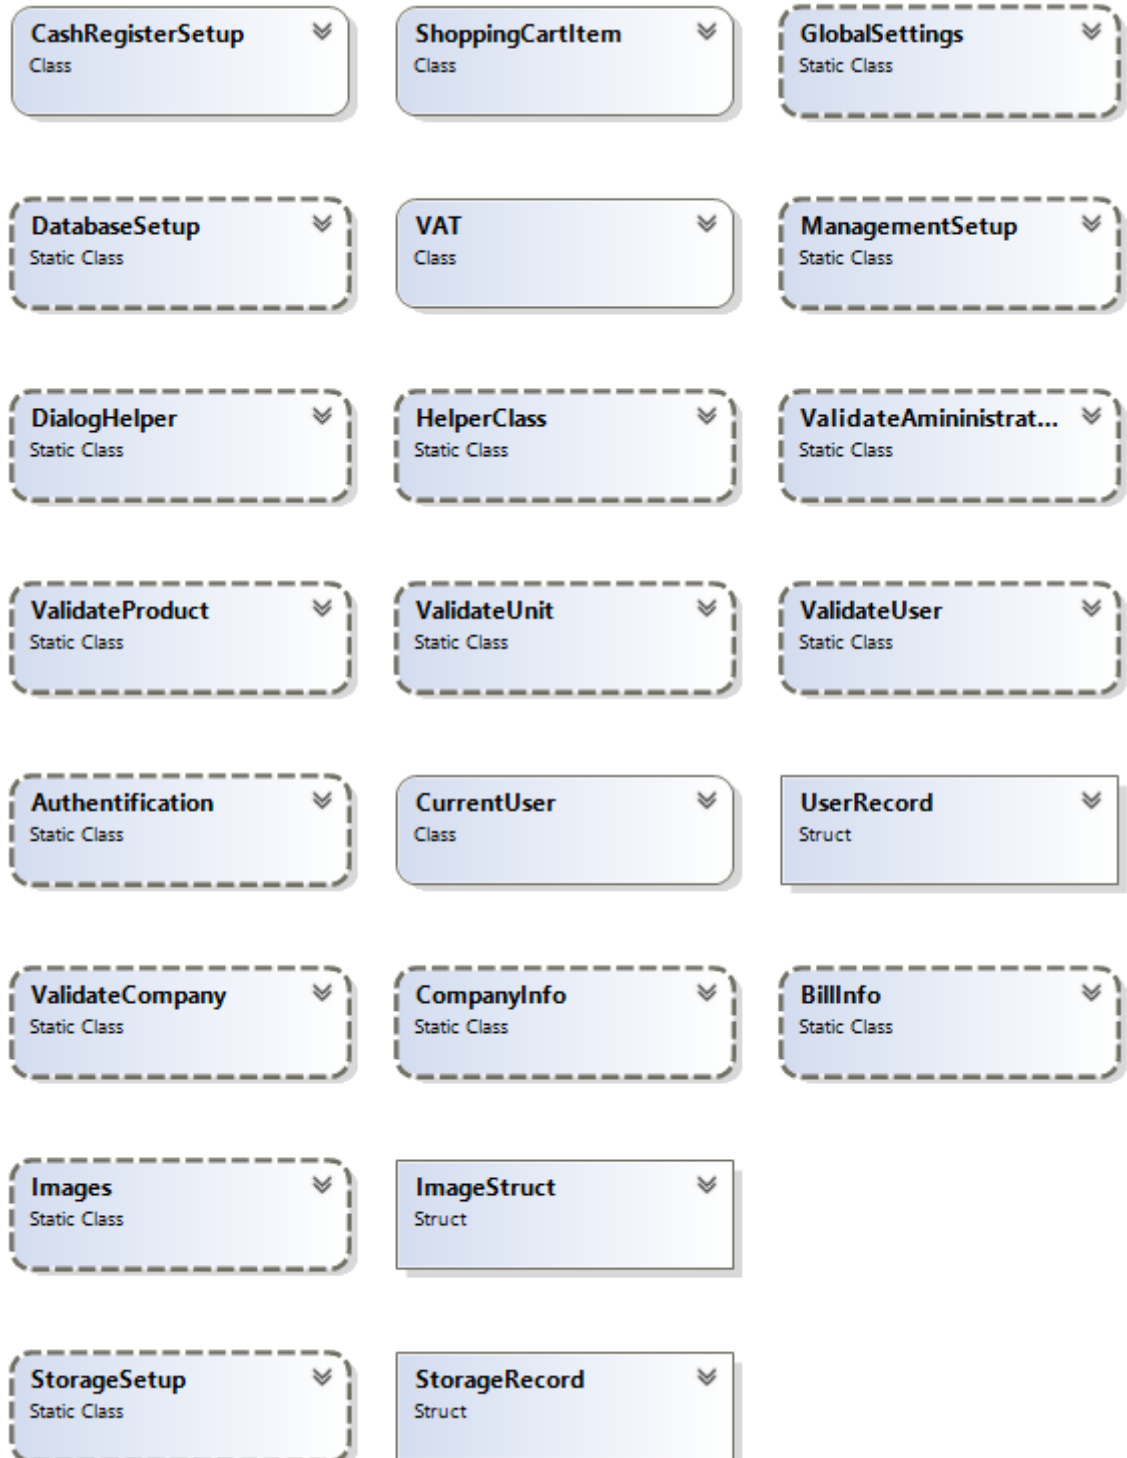 CashRegisterSetup
Class
ShoppingCartItem
Class
GlobalSettings
Static Class
DatabaseSetup
Static Class
VAT
Class
ManagementSetup
Static Class
DialogHelper
Static Class
HelperClass
Static Class
ValidateAmininistrat...
Static Class
ValidateProduct
Static Class
ValidateUnit
Static Class
ValidateUser
Static Class
Authentification
Static Class
CurrentUser
Class
UserRecord
Struct
ValidateCompany
Static Class
CompanyInfo
Static Class
BillInfo
Static Class
Images
Static Class
ImageStruct
Struct
StorageSetup
Static Class
StorageRecord
Struct